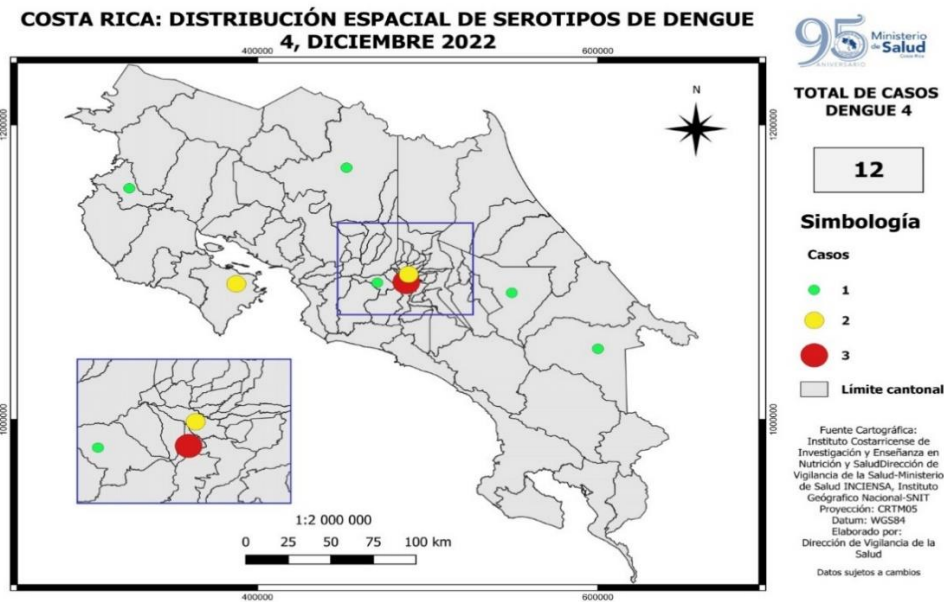 COSTA RICA: DISTRIBUCIÓN ESPACIAL DE SEROTIPOS DE DENGUE
4, DICIEMBRE 2022
400000
600000
1200000
1200000
1000000
1000000
N
1:2 000 000
0 25 50 75 100 km
400000
600000
95
ANIVERSARIO
Ministerio
de Salud
Costa Rica
TOTAL DE CASOS
DENGUE 4
12
Simbología
Casos
1
2
3
Límite cantonal
Fuente Cartográfica:
Instituto Costarricense de
Investigación y Enseñanza en
Nutrición y SaludDirección de
Vigilancia de la Salud-Ministerio
de Salud INCIENSA, Instituto
Geógrafico Nacional-SNIT
Proyección: CRTM05
Datum: WGS84
Elaborado por:
Dirección de Vigilancia de la
Salud
Datos sujetos a cambios